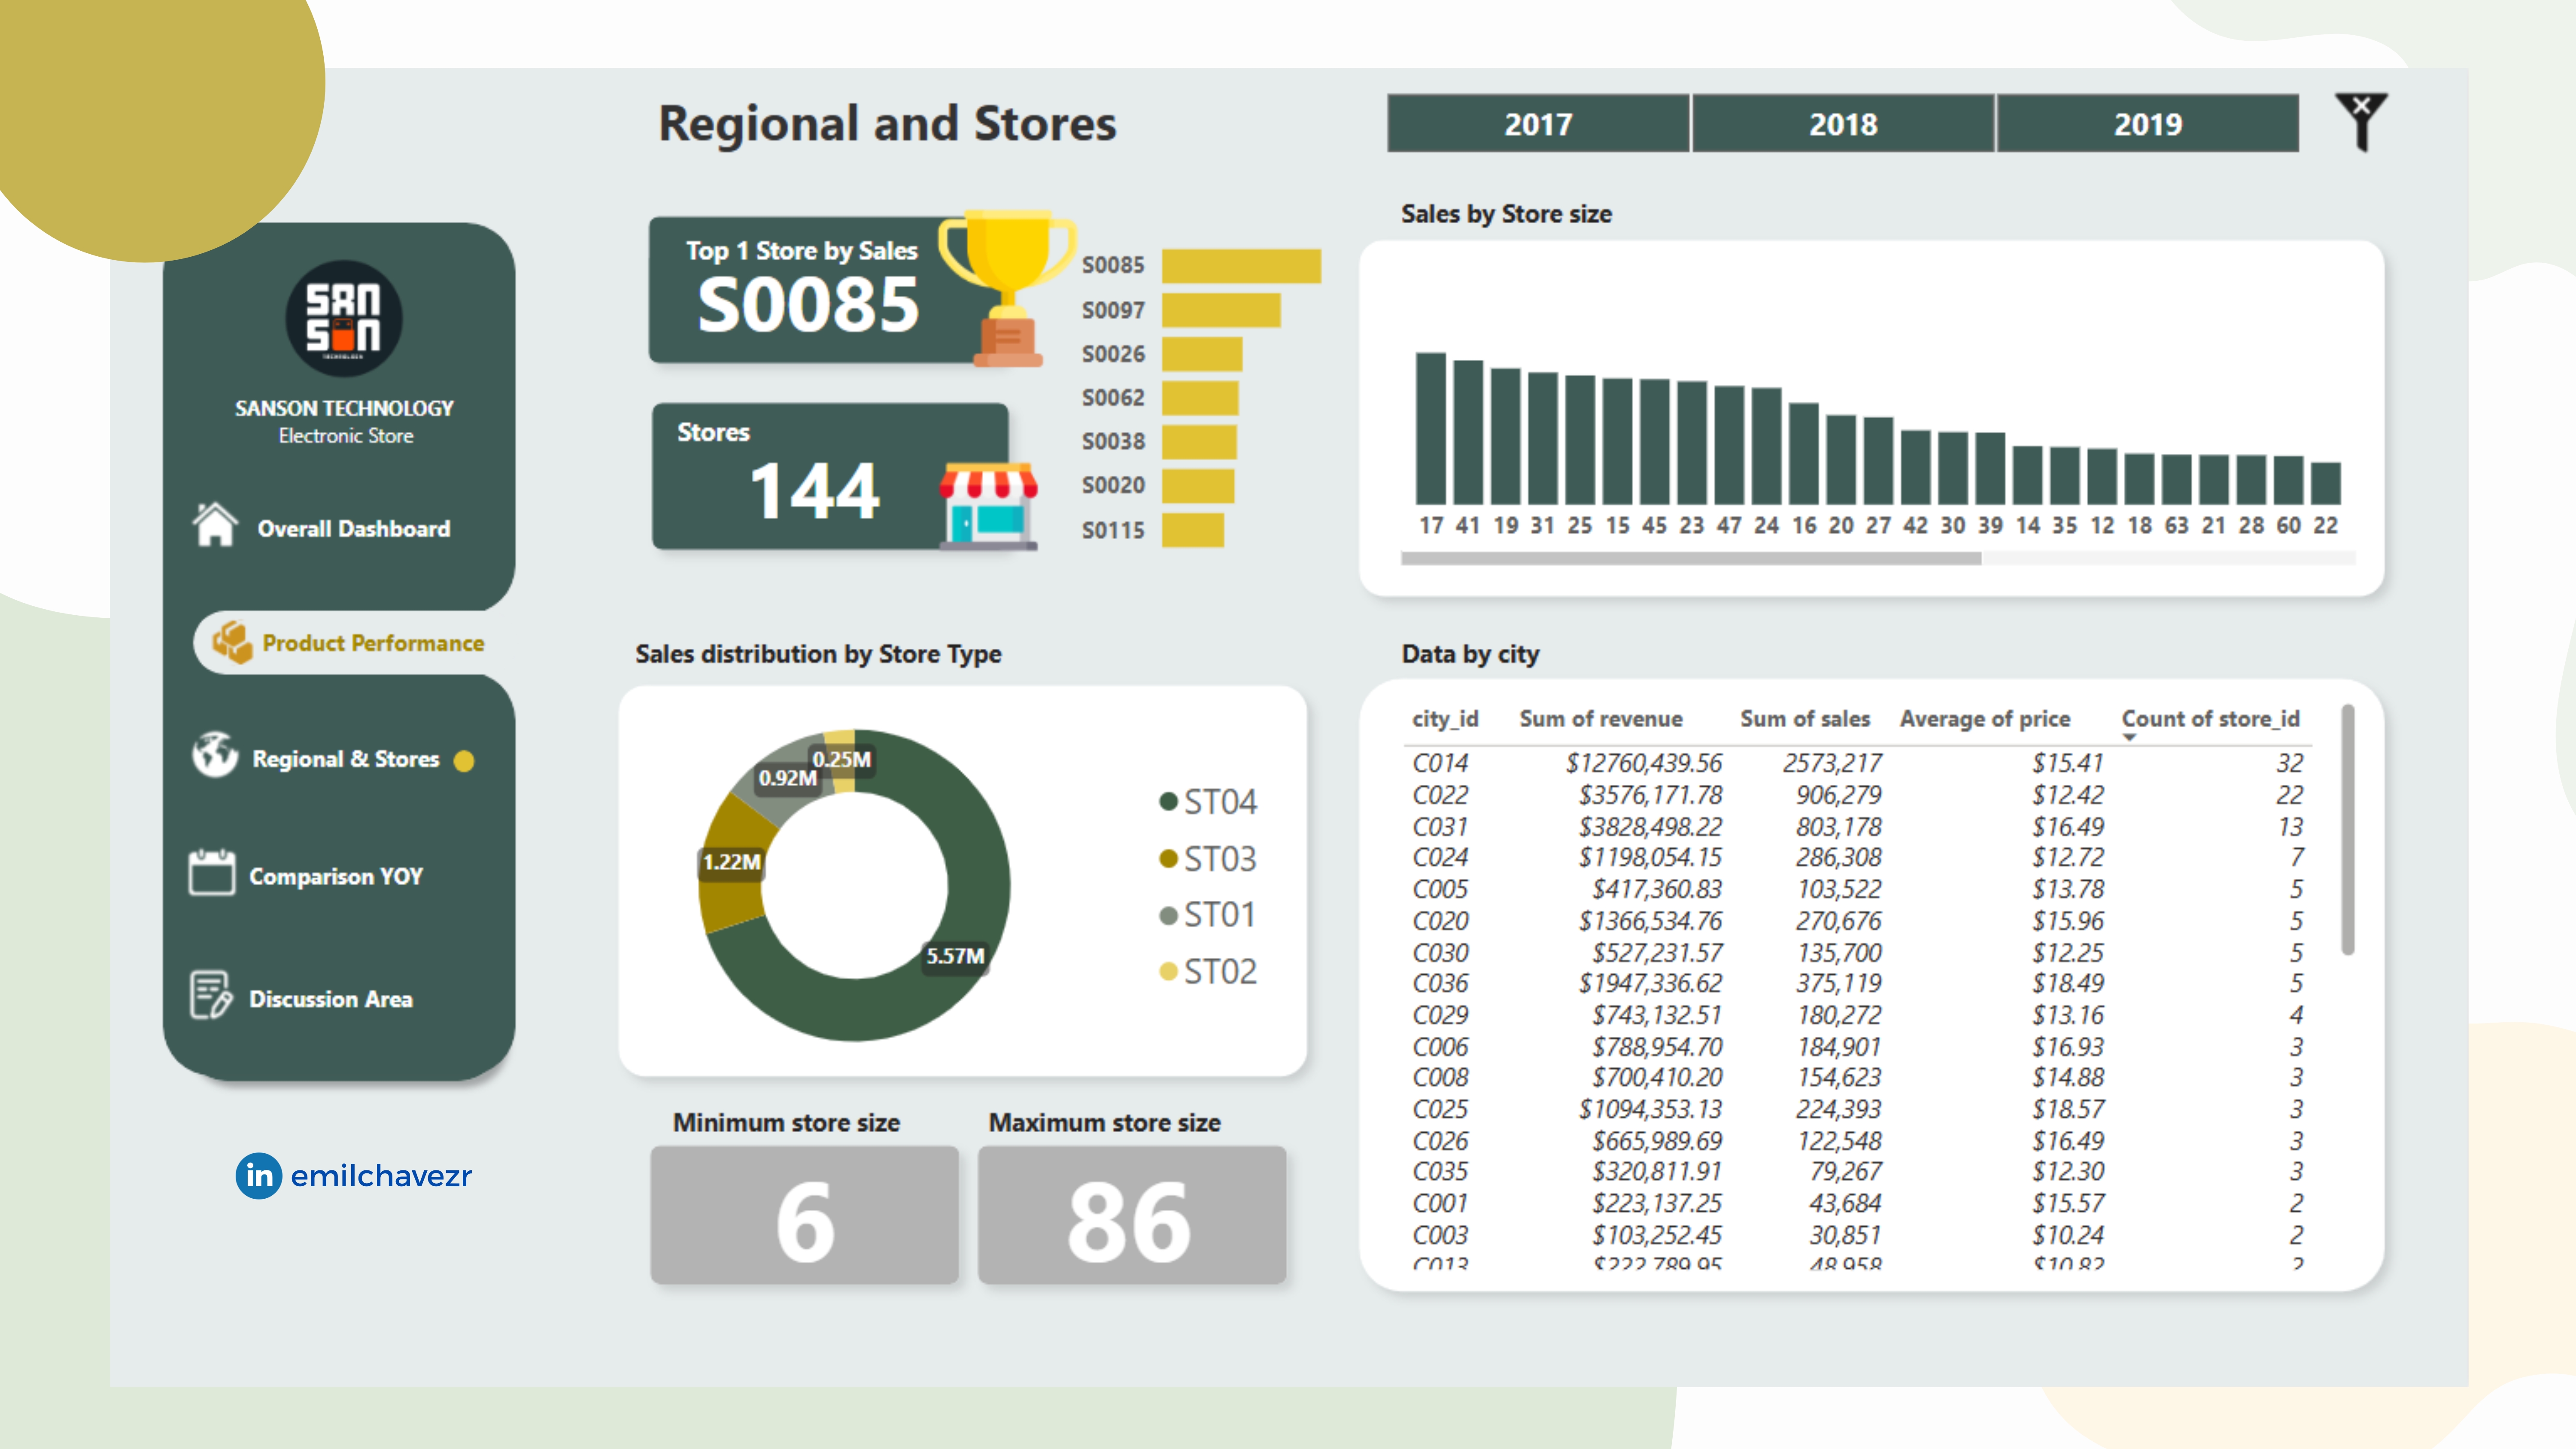 Regional and Stores
2017
2018
2019
SANSON
TECHNOLOGY
SANSON TECHNOLOGY
Electronic Store
Overall Dashboard
Product Performance
Regional & Stores
Comparison YOY
Discussion Area
emilchavezr
Top 1 Store by Sales
S0085
Stores
144
S0085
S0097
S0026
S0062
S0038
S0020
S0115
Sales by Store size
17 41 19 31 25 15 45 23 47 24 16 20 27 42 30 39 14 35 12 18 63 21 28 60 22
Sales distribution by Store Type
0.25M
0.92M
1.22M
5.57M
ST04
ST03
ST01
ST02
Minimum store size
6
Maximum store size
86
Data by city
city_id Sum of revenue Sum of sales Average of price Count of store_id
C014 $12760,439.56 2573,217 $15.41 32
C022 $3576,171.78 906,279 $12.42 22
C031 $3828,498.22 803,178 $16.49 13
C024 $1198,054.15 286,308 $12.72 7
C005 $417,360.83 103,522 $13.78 5
C020 $1366,534.76 270,676 $15.96 5
C030 $527,231.57 135,700 $12.25 5
C036 $1947,336.62 375,119 $18.49 5
C029 $743,132.51 180,272 $13.16 4
C006 $788,954.70 184,901 $16.93 3
C008 $700,410.20 154,623 $14.88 3
C025 $1094,353.13 224,393 $18.57 3
C026 $665,989.69 122,548 $16.49 3
C035 $320,811.91 79,267 $12.30 3
C001 $223,137.25 43,684 $15.57 2
C003 $103,252.45 30,851 $10.24 2
C013 $222,789.95 48,958 $10.82 2